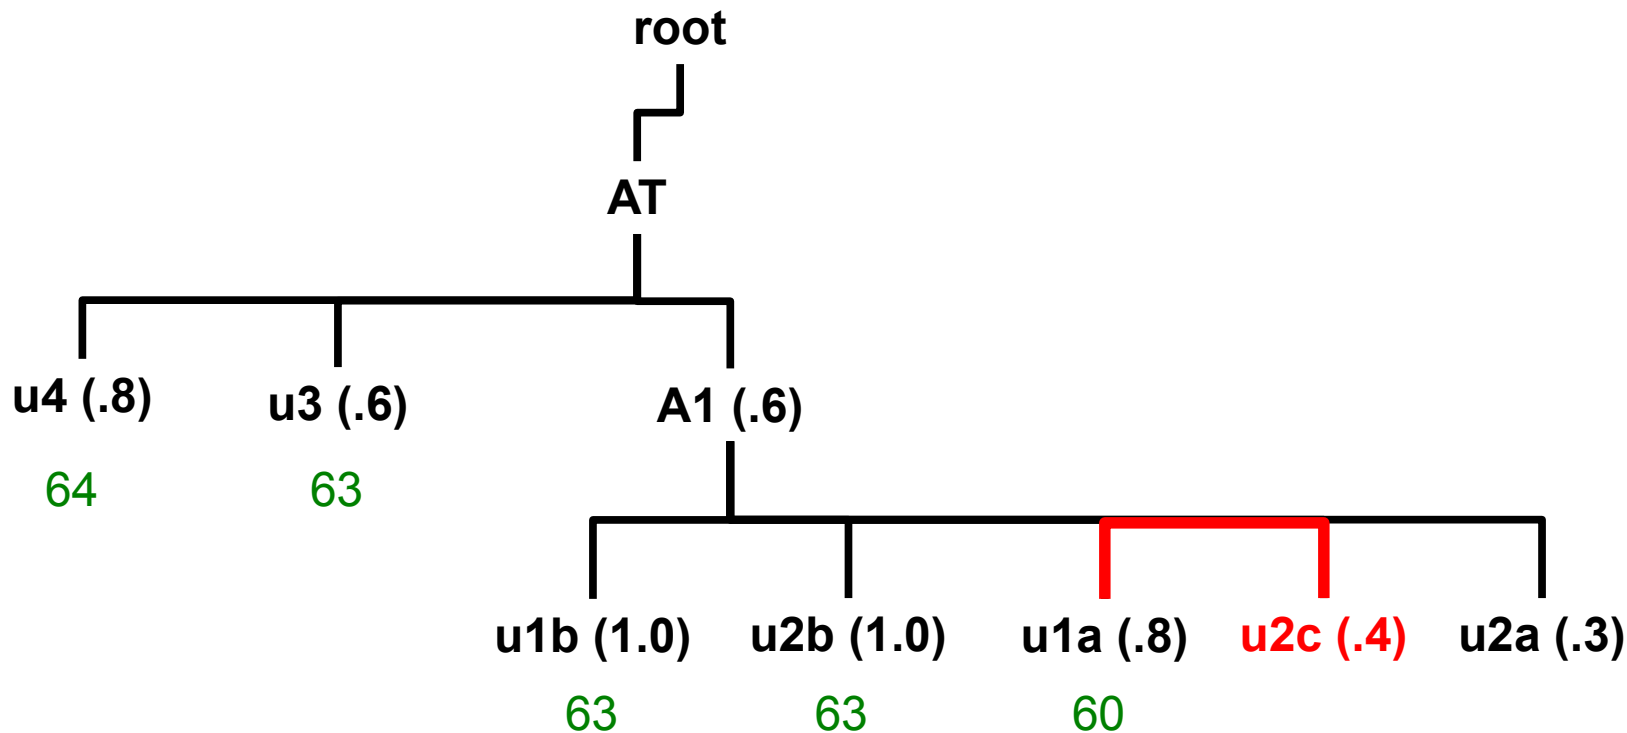 root
AT
u4 (.8) u3 (.6) A1 (.6)
64 63
u1b (1.0) u2b (1.0) u1a (.8) u2c (.4) u2a (.3)
63 63 60